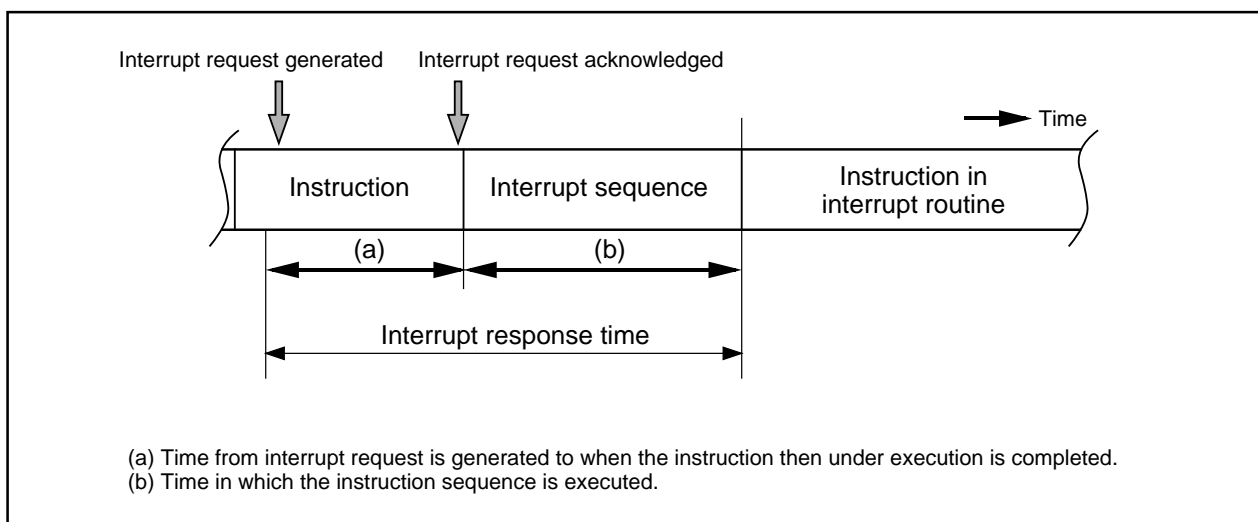 Interrupt request generated
Interrupt request acknowledged
Time
Instruction
Interrupt sequence
Instruction in
interrupt routine
(a)
(b)
Interrupt response time
(a) Time from interrupt request is generated to when the instruction then under execution is completed.
(b) Time in which the instruction sequence is executed.